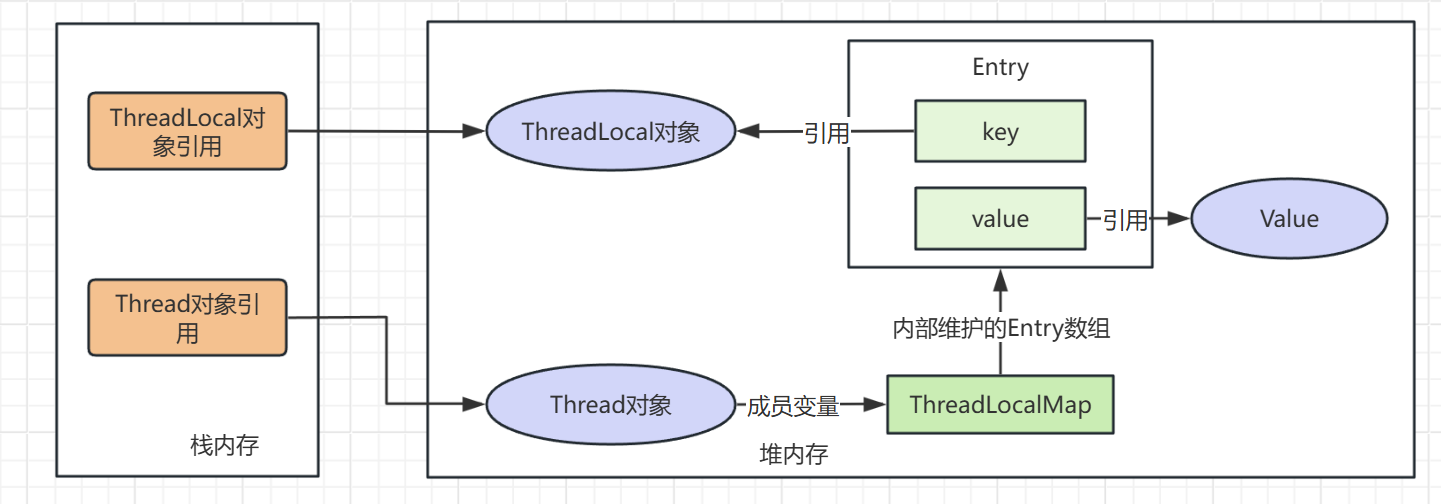 ThreadLocal对
象引用
Thread对象引
用
栈内存
ThreadLocal对象
引用
Entry
key
value
引用
Value
内部维护的Entry数组
Thread对象
成员变量
ThreadLocalMap
堆内存